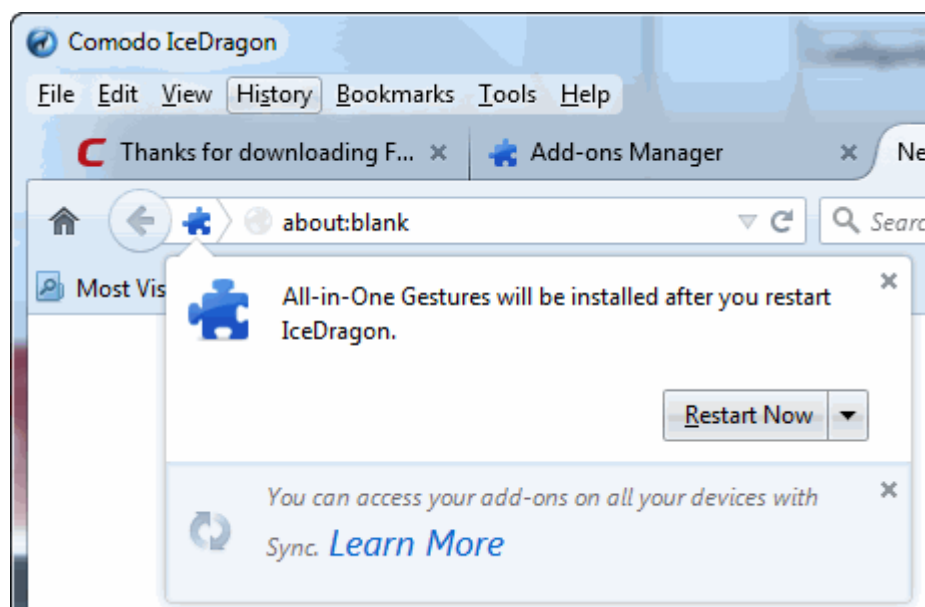 Comodo IceDragon
File Edit View History Bookmarks Tools Help
Thanks for downloading F... Add-ons Manager
about:blank
Most
All-in-One Gestures will be installed after you restart
IceDragon.
Restart Now
You can access your add-ons on all your devices with
Sync. Learn More